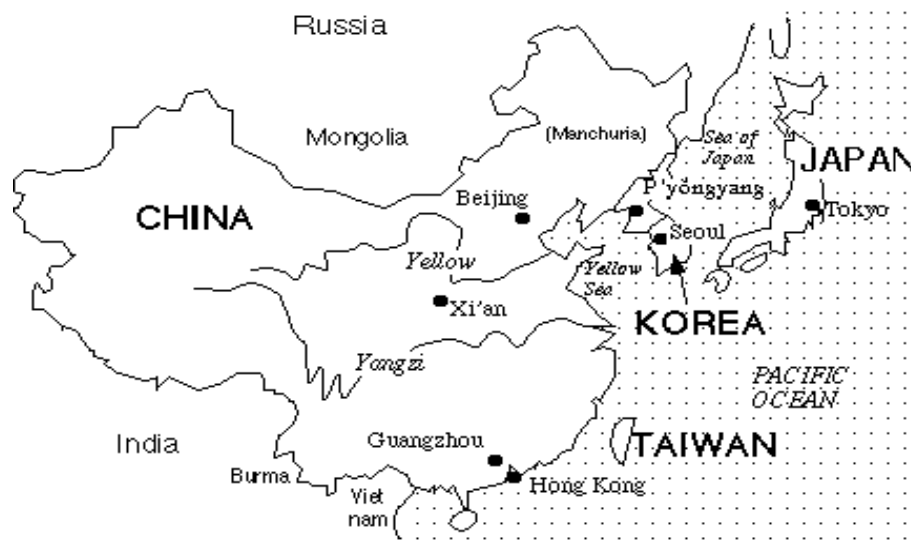 Russia
Mongolia
(Manchuria)
Sea of
Japan
JAPAN
P'yŏngyang
Beijing
CHINA
Tokyo
Seoul
Yellow
Yellow
Sea
Xi'an
KOREA
Yangzi
PACIFIC
OCEAN
India
Guangzhou
TAIWAN
Burma
Hong Kong
Viet
nam